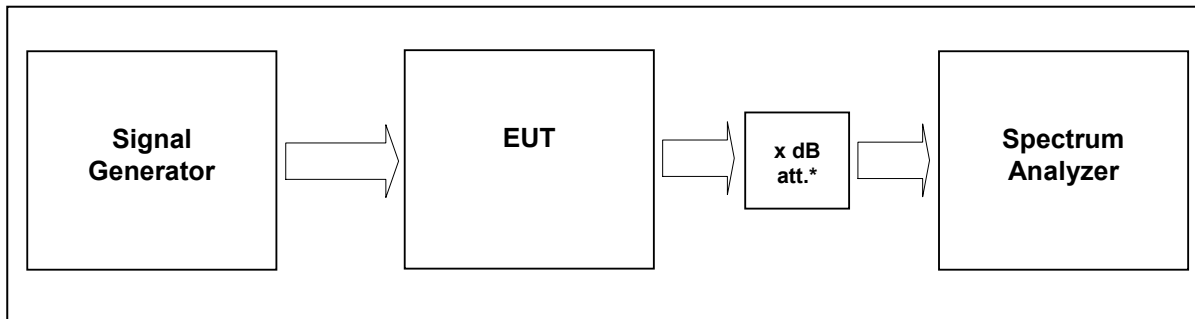 Signal
Generator
EUT
x dB
att.*
Spectrum
Analyzer